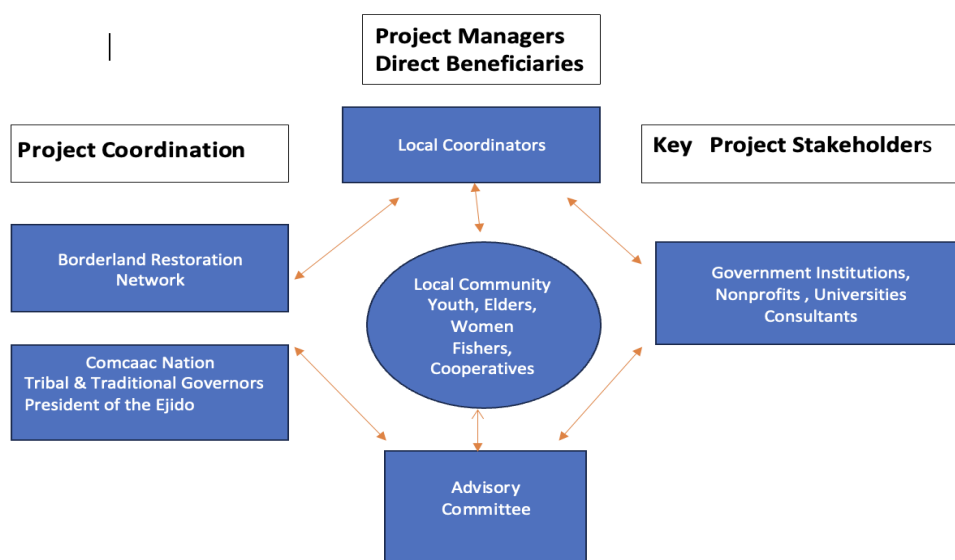 Project Managers
Direct Beneficiaries
Project Coordination
Local Coordinators
Key Project Stakeholders
Borderland Restoration
Network
Local Community
Youth, Elders,
Women
Fishers,
Cooperatives
Government Institutions,
Nonprofits , Universities
Consultants
Comcaac Nation
Tribal & Traditional Governors
President of the Ejido
Advisory
Committee